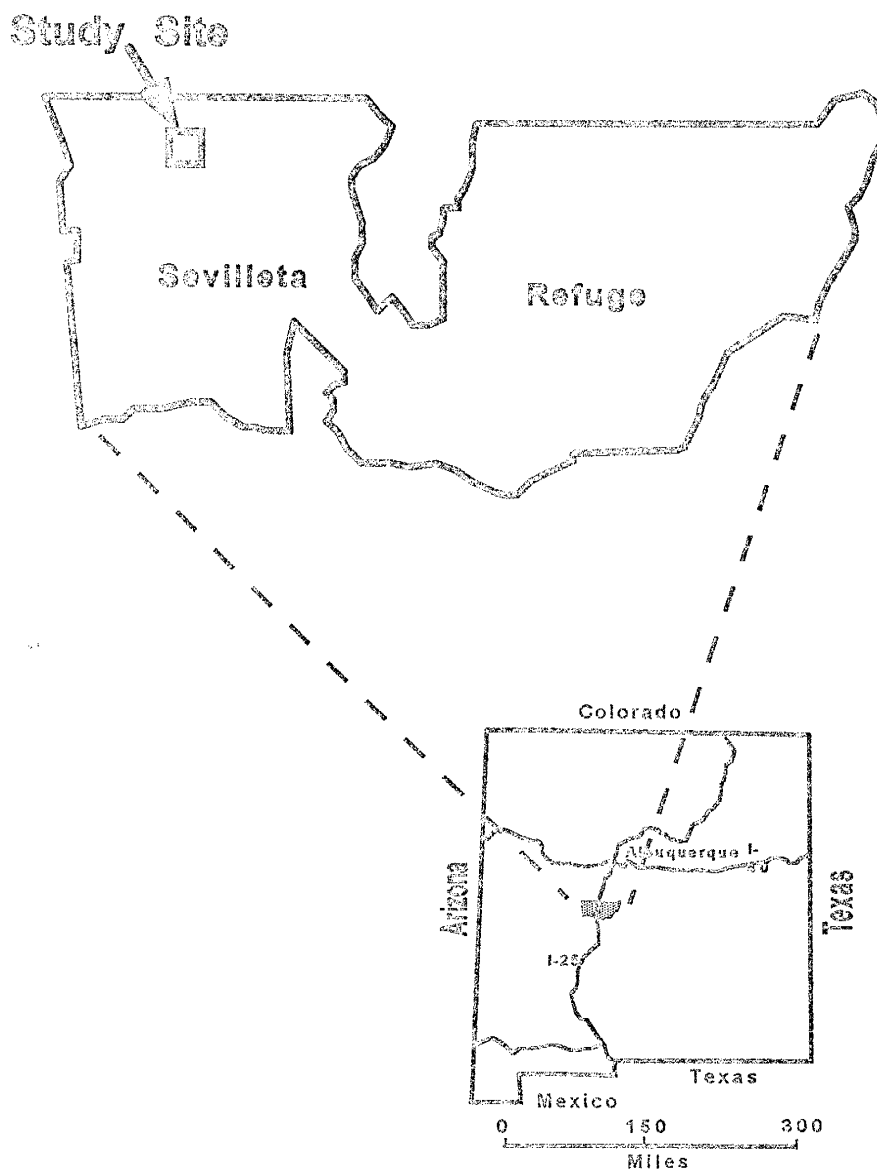 Study Site
Sevilleta
Refuge
Colorado
Albuquerque I-
Arizona
Texas
I-25
Texas
Mexico
0 150 300
Miles